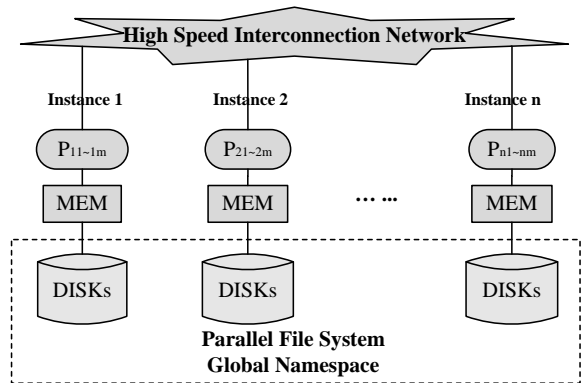 High Speed Interconnection Network
Instance 1 Instance 2 Instance n
P11~1m P21~2m Pn1~nm
MEM MEM … ... MEM
DISKs DISKs DISKs
Parallel File System
Global Namespace